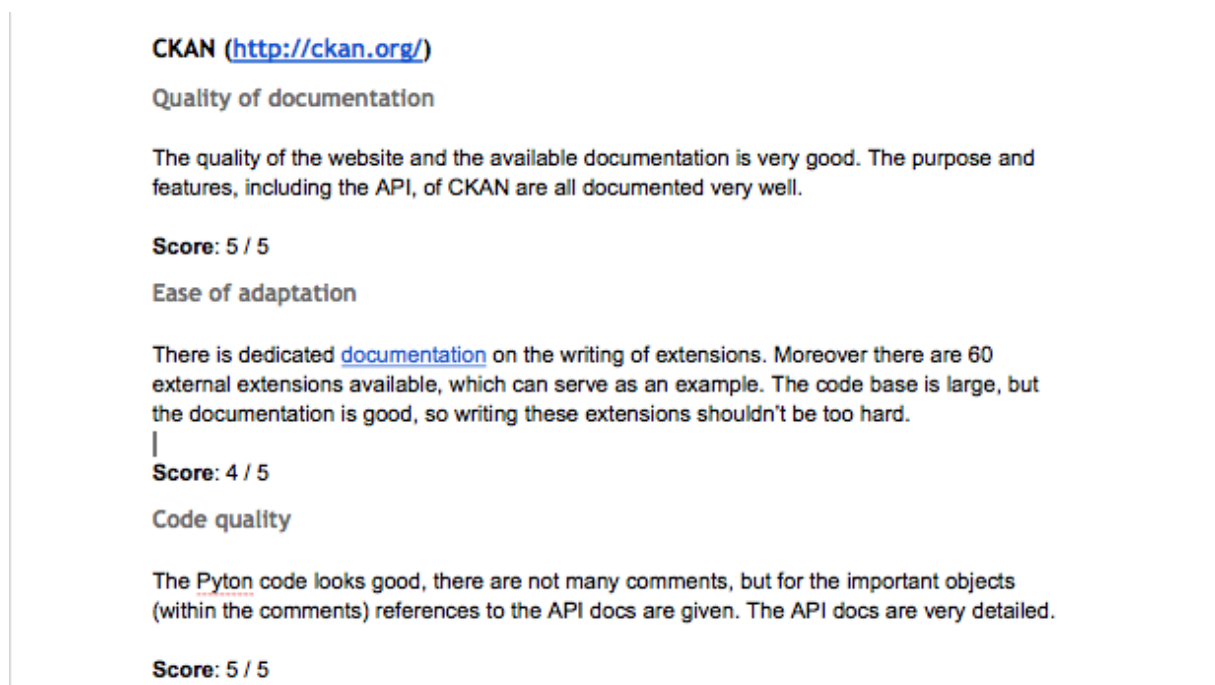 CKAN (http://ckan.org/)
Quality of documentation
The quality of the website and the available documentation is very good. The purpose and
features, including the API, of CKAN are all documented very well.
Score: 5 / 5
Ease of adaptation
There is dedicated documentation on the writing of extensions. Moreover there are 60
external extensions available, which can serve as an example. The code base is large, but
the documentation is good, so writing these extensions shouldn't be too hard.
Score: 4 / 5
Code quality
The Pyton code looks good, there are not many comments, but for the important objects
(within the comments) references to the API docs are given. The API docs are very detailed.
Score: 5 / 5